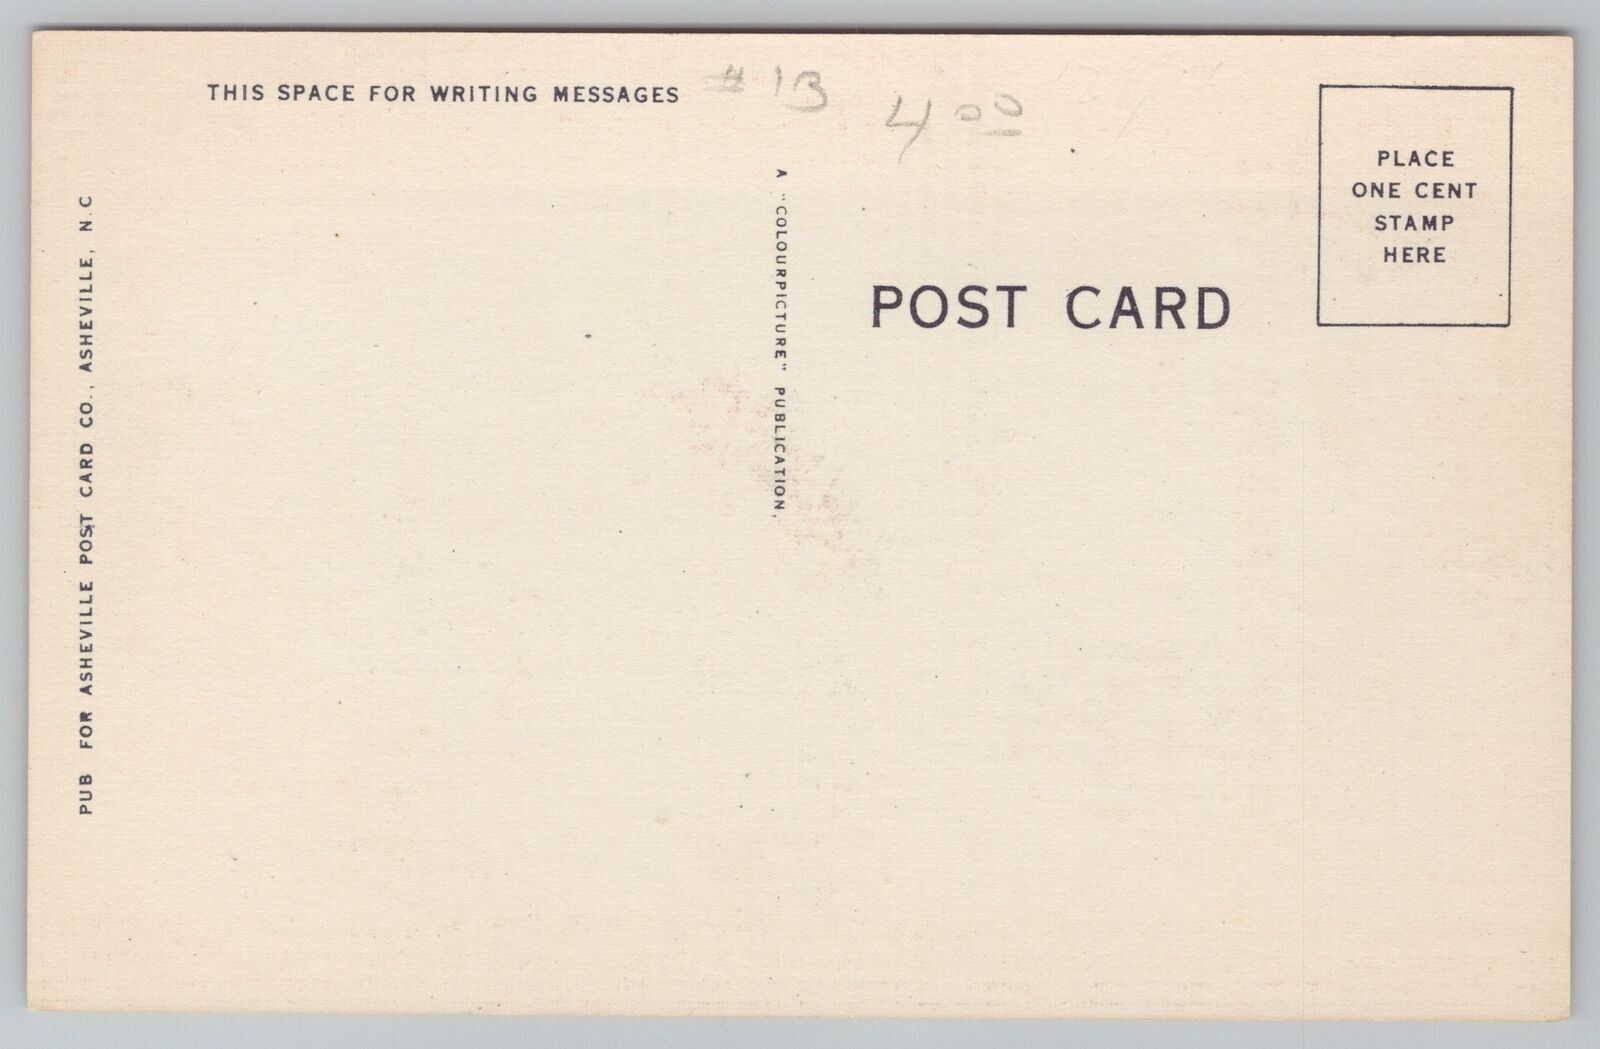 THIS SPACE FOR WRITING MESSAGES
# 13
4 00
PLACE
ONE CENT
STAMP
HERE
POST CARD
A "COLOURPICTURE" PUBLICATION,
PUB FOR ASHEVILLE POST CARD CO., ASHEVILLE, N.C